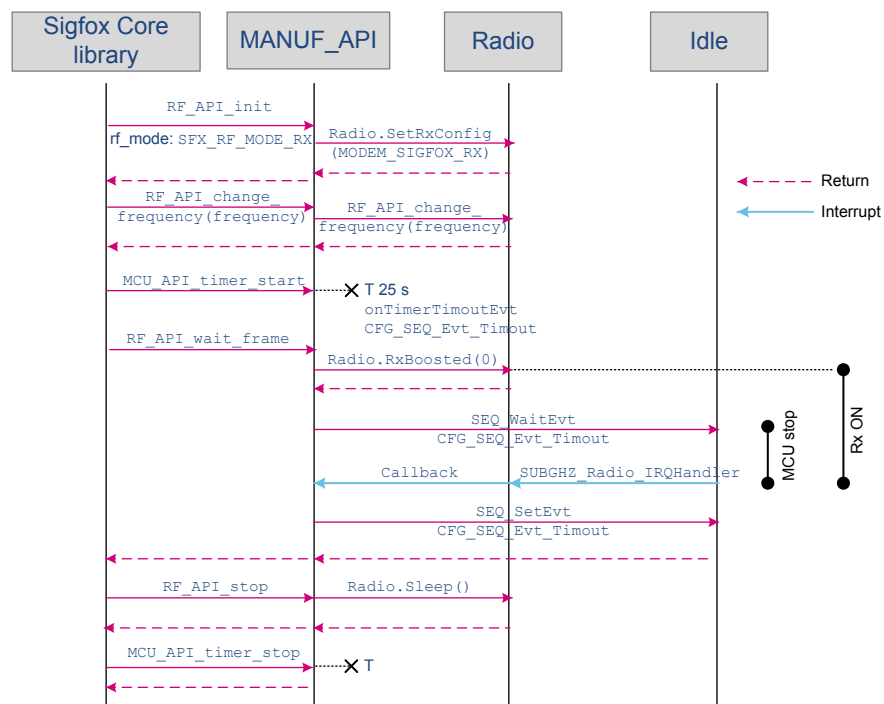 Sigfox Core
library
MANUF_API
Radio
Idle
RF_API_init
rf_mode: SFX_RF_MODE_RX
Radio.SetRxConfig
(MODEM_SIGFOX_RX)
Return
Interrupt
RF_API_change_
frequency(frequency)
RF_API_change_
frequency(frequency)
MCU_API_timer_start
T 25 s
onTimerTimoutEvt
CFG_SEQ_Evt_Timout
RF_API_wait_frame
Radio.RxBoosted(0)
SEQ_WaitEvt
CFG_SEQ_Evt_Timout
MCU stop
Rx ON
Callback
SUBGHZ_Radio_IRQHandler
SEQ_SetEvt
CFG_SEQ_Evt_Timout
RF_API_stop
Radio.Sleep()
MCU_API_timer_stop
T